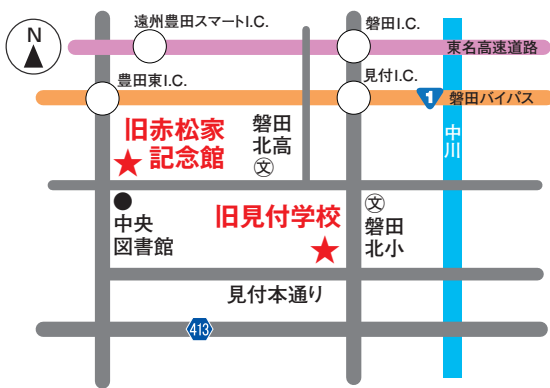 N
遠州豊田スマートI.C.
磐田I.C.
東名高速道路
豊田東I.C.
見付I.C.
1
磐田バイパス
中川
旧赤松家
記念館
磐田
北高
文
中央
図書館
旧見付学校
文
磐田
北小
見付本通り
413